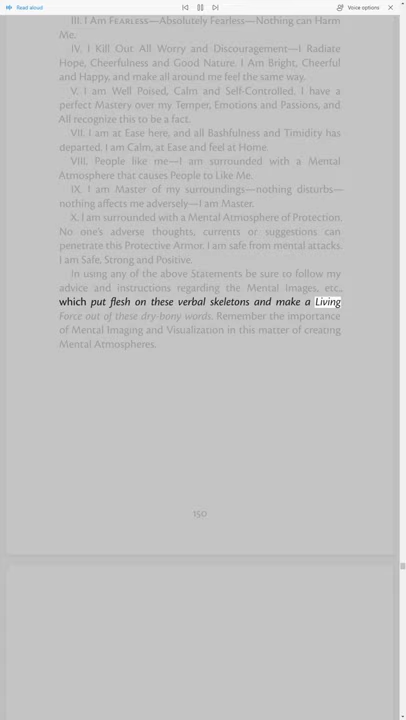 Read aloud
Voice options
III. I Am Fearless—Absolutely Fearless—Nothing can Harm
Me.
IV. I Kill Out All Worry and Discouragement—I Radiate
Hope, Cheerfulness and Good Nature. I Am Bright, Cheerful
and Happy, and make all around me feel the same way.
V. I am Well Poised, Calm and Self-Controlled. I have a
perfect Mastery over my Temper, Emotions and Passions, and
All recognize this to be a fact.
VII. I am at Ease here, and all Bashfulness and Timidity has
departed. I am Calm, at Ease and feel at Home.
VIII. People like me—I am surrounded with a Mental
Atmosphere that causes People to Like Me.
IX. I am Master of my surroundings—nothing disturbs—
nothing affects me adversely—I am Master.
X. I am surrounded with a Mental Atmosphere of Protection.
No one's adverse thoughts, currents or suggestions can
penetrate this Protective Armor. I am safe from mental attacks.
I am Safe, Strong and Positive.
In using any of the above Statements be sure to follow my
advice and instructions regarding the Mental Images, etc.,
which put flesh on these verbal skeletons and make a Living
Force out of these dry-bony words. Remember the importance
of Mental Imaging and Visualization in this matter of creating
Mental Atmospheres.
150